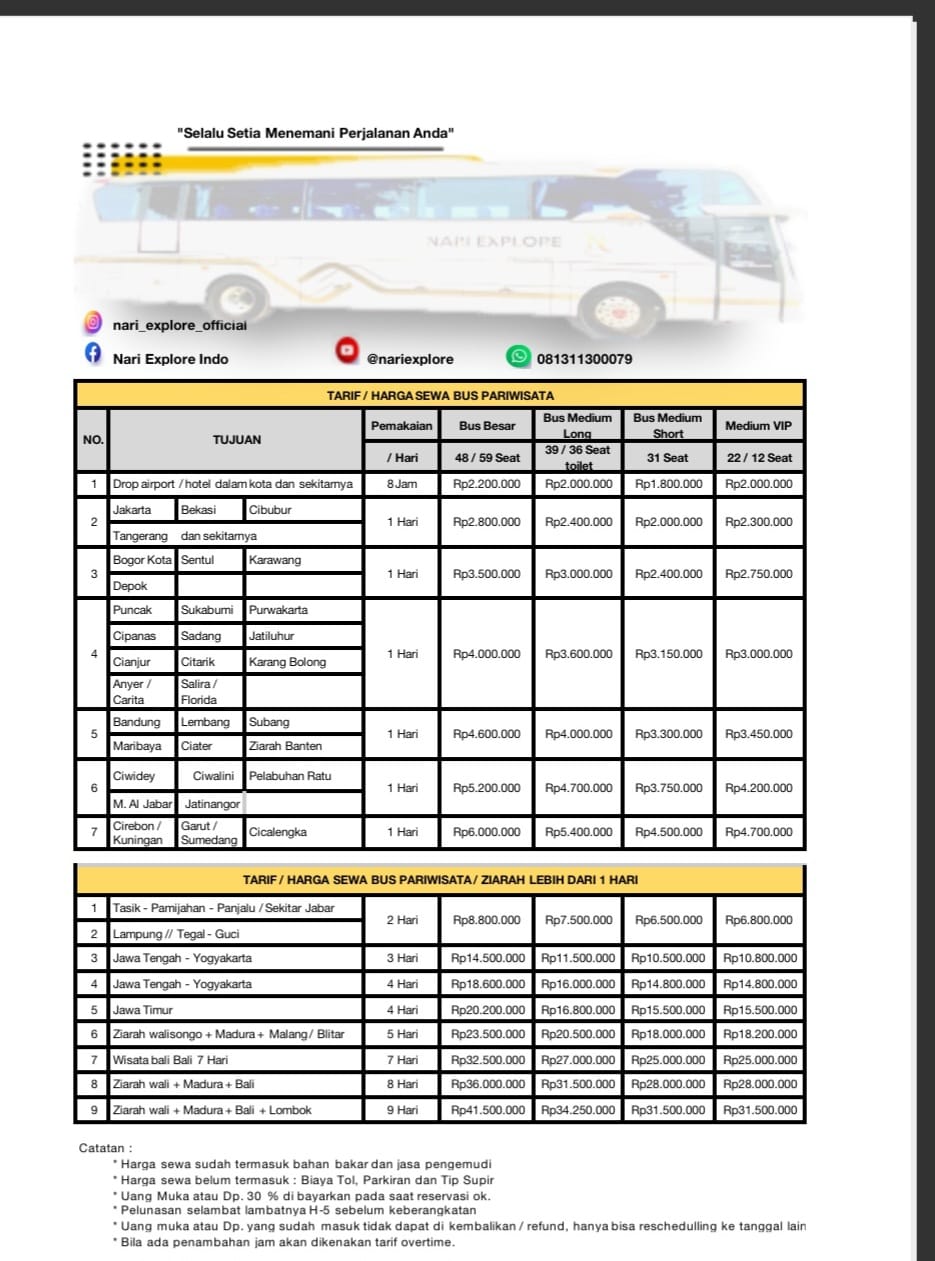 "Selalu Setia Menemani Perjalanan Anda"
NARI EXPLORE
nari_explore_official
Nari Explore Indo
@nariexplore
081311300079
TARIF / HARGA SEWA BUS PARIWISATA
NO. TUJUAN Pemakaian Bus Besar Bus Medium Long Bus Medium Short Medium VIP
/ Hari 48 / 59 Seat 39 / 36 Seat toilet 31 Seat 22 / 12 Seat
1 Drop airport / hotel dalam kota dan sekitarnya 8 Jam Rp2.200.000 Rp2.000.000 Rp1.800.000 Rp2.000.000
2 Jakarta Bekasi Cibubur 1 Hari Rp2.800.000 Rp2.400.000 Rp2.000.000 Rp2.300.000
Tangerang dan sekitarnya
3 Bogor Kota Sentul Karawang 1 Hari Rp3.500.000 Rp3.000.000 Rp2.400.000 Rp2.750.000
Depok
4 Puncak Sukabumi Purwakarta 1 Hari Rp4.000.000 Rp3.600.000 Rp3.150.000 Rp3.000.000
Cipanas Sadang Jatiluhur
Cianjur Citarik Karang Bolong
Anyer / Carita Salira / Florida
5 Bandung Lembang Subang 1 Hari Rp4.600.000 Rp4.000.000 Rp3.300.000 Rp3.450.000
Maribaya Ciater Ziarah Banten
6 Ciwidey Ciwalini Pelabuhan Ratu 1 Hari Rp5.200.000 Rp4.700.000 Rp3.750.000 Rp4.200.000
M. Al Jabar Jatinangor
7 Cirebon / Kuningan Garut / Sumedang Cicalengka 1 Hari Rp6.000.000 Rp5.400.000 Rp4.500.000 Rp4.700.000
TARIF / HARGA SEWA BUS PARIWISATA / ZIARAH LEBIH DARI 1 HARI
1 Tasik - Pamijahan - Panjalu / Sekitar Jabar 2 Hari Rp8.800.000 Rp7.500.000 Rp6.500.000 Rp6.800.000
2 Lampung // Tegal - Guci
3 Jawa Tengah - Yogyakarta 3 Hari Rp14.500.000 Rp11.500.000 Rp10.500.000 Rp10.800.000
4 Jawa Tengah - Yogyakarta 4 Hari Rp18.600.000 Rp16.000.000 Rp14.800.000 Rp14.800.000
5 Jawa Timur 4 Hari Rp20.200.000 Rp16.800.000 Rp15.500.000 Rp15.500.000
6 Ziarah walisongo + Madura + Malang / Blitar 5 Hari Rp23.500.000 Rp20.500.000 Rp18.000.000 Rp18.200.000
7 Wisata bali Bali 7 Hari 7 Hari Rp32.500.000 Rp27.000.000 Rp25.000.000 Rp25.000.000
8 Ziarah wali + Madura + Bali 8 Hari Rp36.000.000 Rp31.500.000 Rp28.000.000 Rp28.000.000
9 Ziarah wali + Madura + Bali + Lombok 9 Hari Rp41.500.000 Rp34.250.000 Rp31.500.000 Rp31.500.000
Catatan :
* Harga sewa sudah termasuk bahan bakar dan jasa pengemudi
* Harga sewa belum termasuk : Biaya Tol, Parkiran dan Tip Supir
* Uang Muka atau Dp. 30 % di bayarkan pada saat reservasi ok.
* Pelunasan selambat lambatnya H-5 sebelum keberangkatan
* Uang muka atau Dp. yang sudah masuk tidak dapat di kembalikan / refund, hanya bisa reschedulling ke tanggal lain
* Bila ada penambahan jam akan dikenakan tarif overtime.